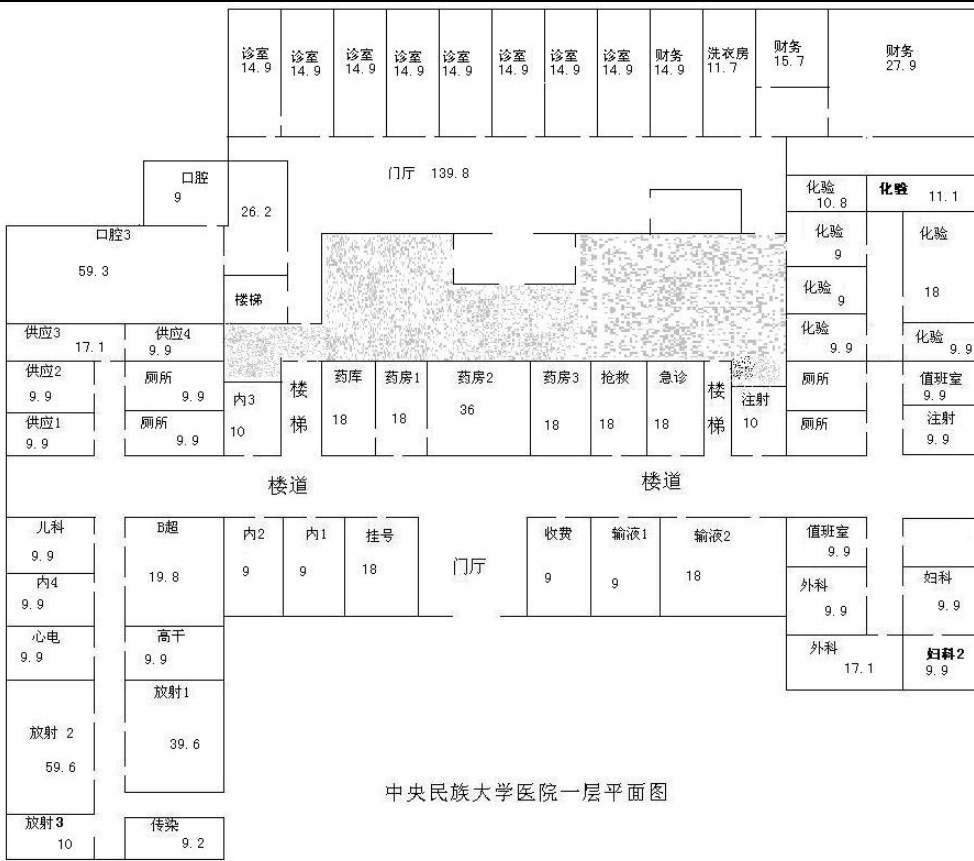 诊室 诊室 诊室 诊室 诊室 诊室 诊室 诊室 财务 洗衣房 财务 财务
14.9 14.9 14.9 14.9 14.9 14.9 14.9 14.9 14.9 11.7 15.7 27.9
门厅 139.8
口腔
9
26.2
化验
10.8
化验 11.1
口腔3
59.3
化验
9
化验
18
楼梯
化验 9
供应3
17.1
供应4
9.9
化验
9.9
化验
9.9
供应2
9.9
厕所
9.9
内3
10
楼梯
药库
18
药房1
18
药房2
36
药房3
18
抢救
18
急诊
18
楼梯
注射
10
厕所
值班室
9.9
供应1
9.9
厕所
9.9
厕所
注射
9.9
楼道
楼道
儿科
9.9
B超
19.8
内2
9
内1
9
挂号
18
门厅
收费
9
输液1
9
输液2
18
值班室
9.9
内4
9.9
外科
9.9
妇科
9.9
心电
9.9
高干
9.9
外科
17.1
妇科2
9.9
放射 2
59.6
放射1
39.6
中央民族大学医院一层平面图
放射3
10
传染
9.2